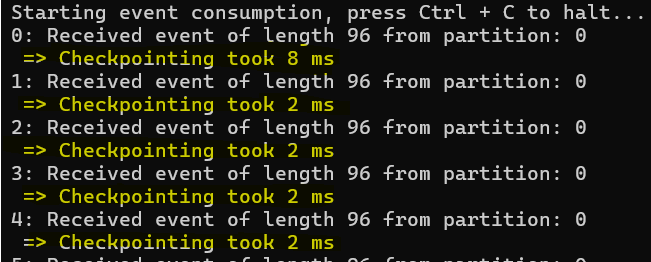 Starting event consumption, press Ctrl + C to halt...
0: Received event of length 96 from partition: 0
=> Checkpointing took 8 ms
1: Received event of length 96 from partition: 0
=> Checkpointing took 2 ms
2: Received event of length 96 from partition: 0
=> Checkpointing took 2 ms
3: Received event of length 96 from partition: 0
=> Checkpointing took 2 ms
4: Received event of length 96 from partition: 0
=> Checkpointing took 2 ms